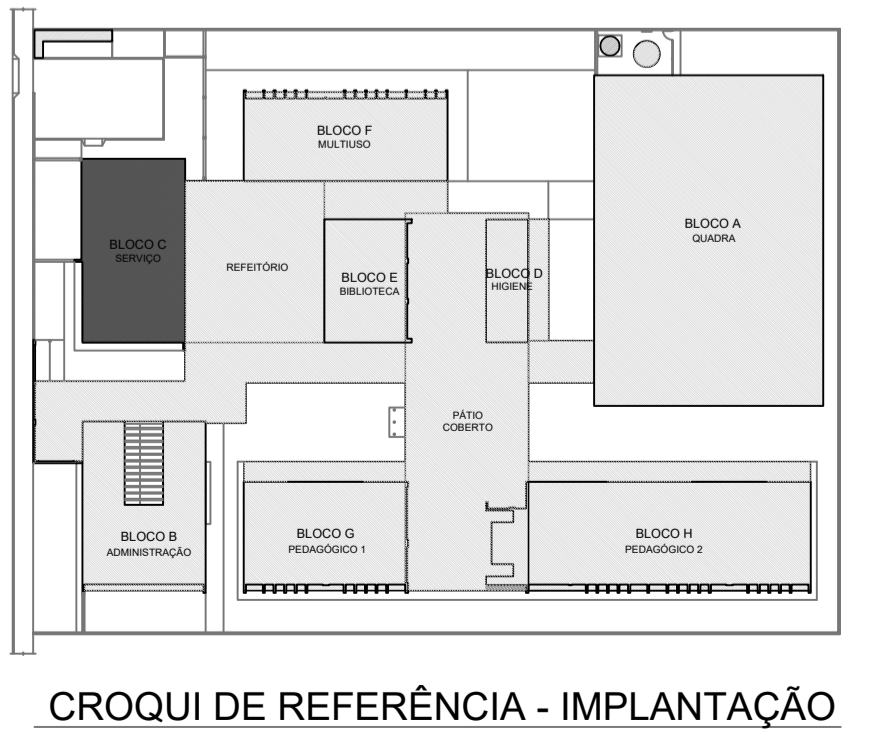 BLOCO F
MULTIUSO
BLOCO A
QUADRA
BLOCO C
SERVIÇO
REFEITÓRIO
BLOCO E
BIBLIOTECA
BLOCO D
HIGIENE
PÁTIO
COBERTO
BLOCO B
ADMINISTRAÇÃO
BLOCO G
PEDAGÓGICO 1
BLOCO H
PEDAGÓGICO 2
CROQUI DE REFERÊNCIA - IMPLANTAÇÃO